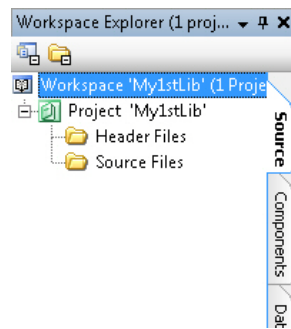 Workspace Explorer (1 proj...
Workspace 'My1stLib' (1 Proje
Project 'My1stLib'
Header Files
Source Files
Source
Components
Dat